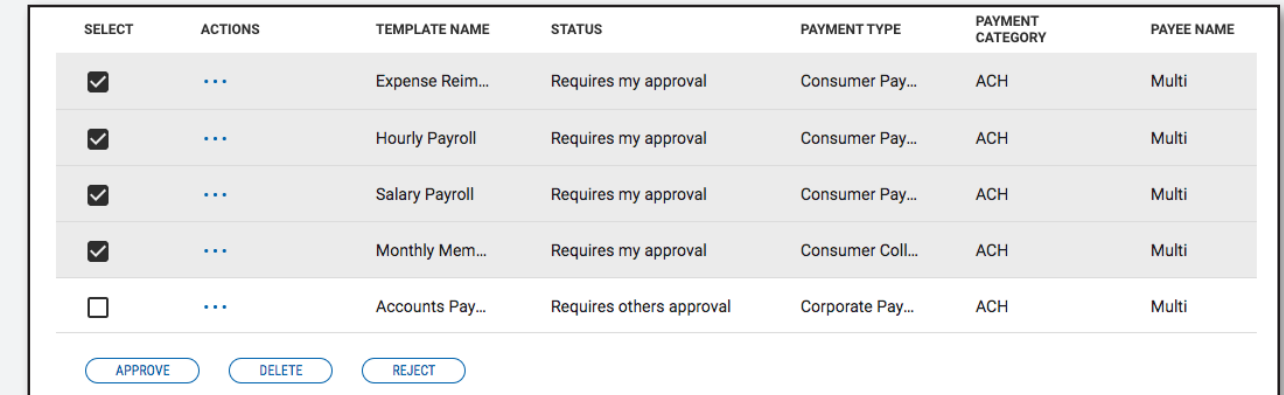 SELECT ACTIONS TEMPLATE NAME STATUS PAYMENT TYPE PAYMENT CATEGORY PAYEE NAME
... Expense Reim... Requires my approval Consumer Pay... ACH Multi
... Hourly Payroll Requires my approval Consumer Pay... ACH Multi
... Salary Payroll Requires my approval Consumer Pay... ACH Multi
... Monthly Mem... Requires my approval Consumer Coll... ACH Multi
... Accounts Pay... Requires others approval Corporate Pay... ACH Multi
APPROVE DELETE REJECT